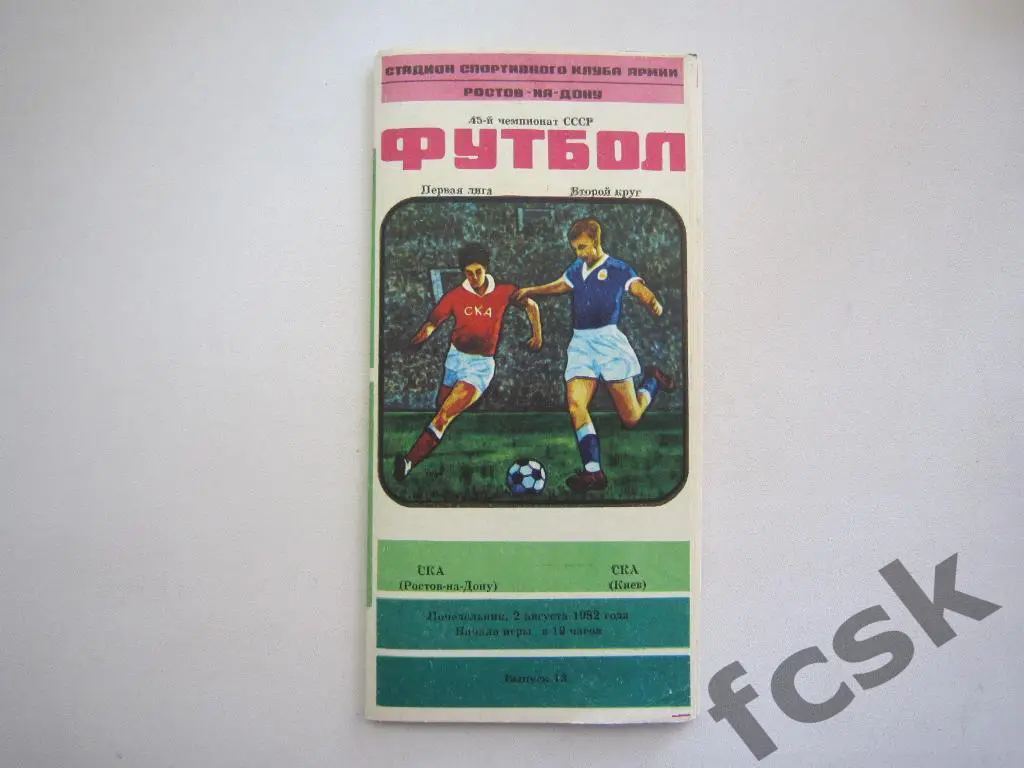 СТАДИОН СПОРТИВНОГО КЛУБА АРМИИ
РОСТОВ-НА-ДОНУ
45-й чемпионат СССР
ФУТБОЛ
Первая лига Второй круг
СКА
СКА СКА
(Ростов-на-Дону) (Киев)
Понедельник, 2 августа 1982 года
Начало игры в 19 часов
Выпуск 13
fcsk